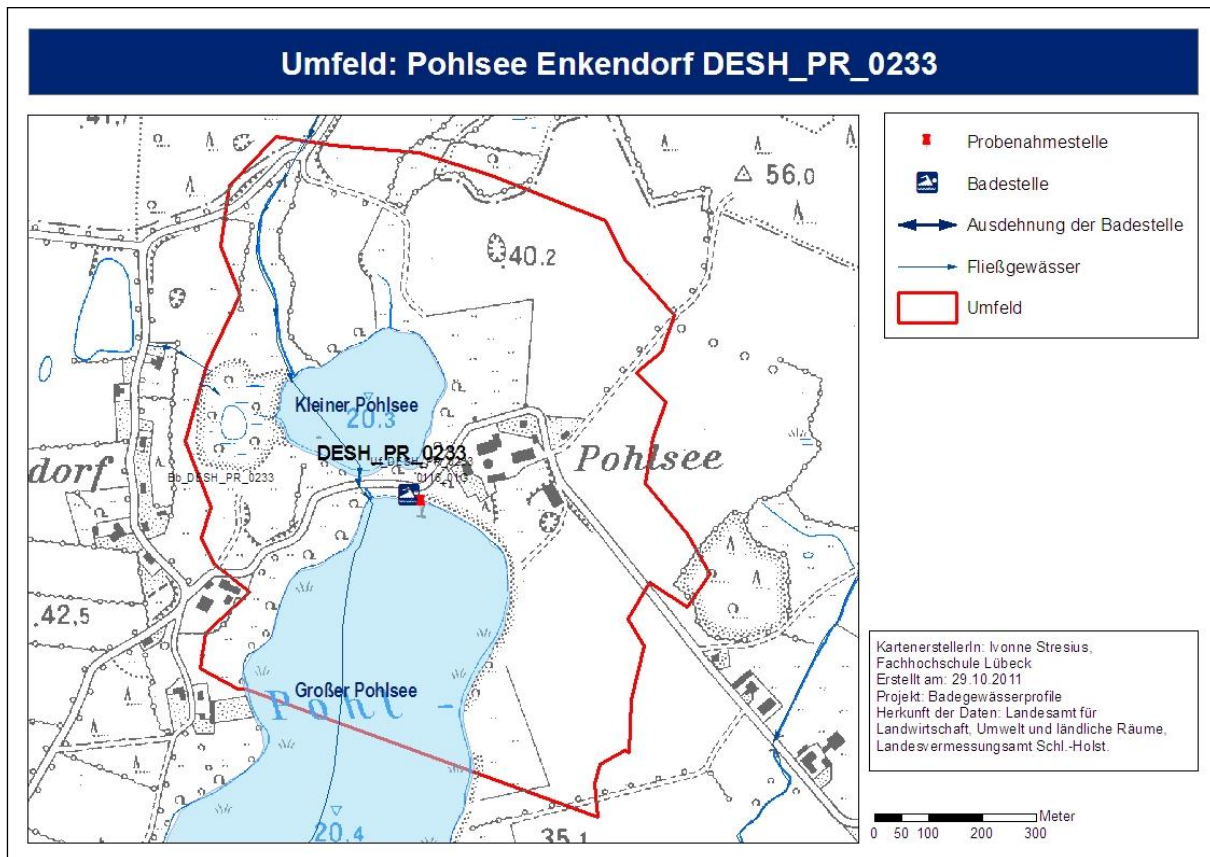 Umfeld: Pohlsee Enkendorf DESH_PR_0233
41,7
56,0
40.2
Kleiner Pohlsee
20.3
DESH_PR_0233
Bb_DESH_PR_0233
dorf
Pohlsee
42,5
Großer Pohlsee
20.4
35,1
Probenahmestelle
Badestelle
Ausdehnung der Badestelle
Fließgewässer
Umfeld
KartenerstellerIn: Ivonne Stresius,
Fachhochschule Lübeck
Erstellt am: 29.10.2011
Projekt: Badegewässerprofile
Herkunft der Daten: Landesamt für
Landwirtschaft, Umwelt und ländliche Räume,
Landesvermessungsamt Schl.-Holst.
Meter
0 50 100 200 300